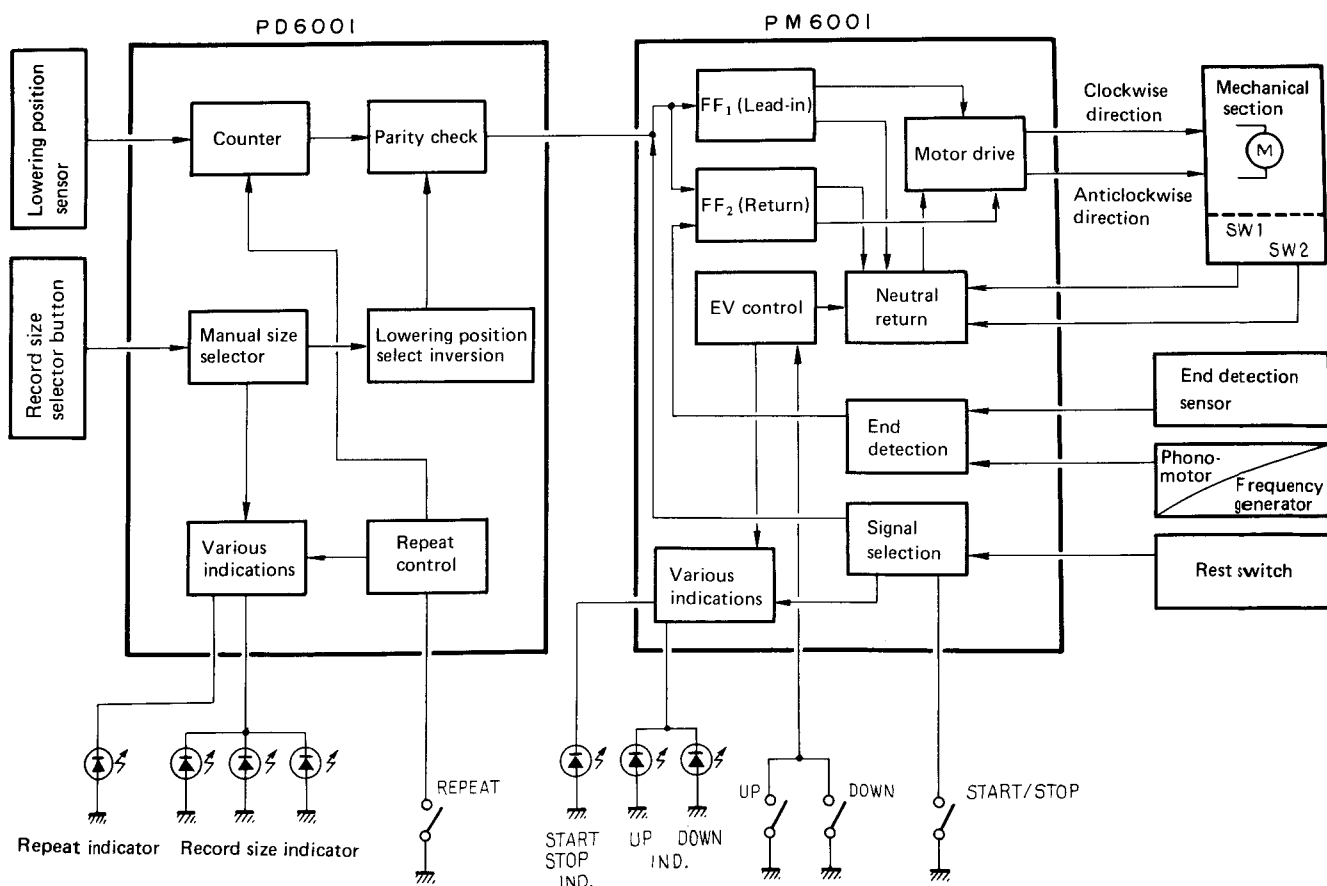 PD6001
PM6001
Lowering position
sensor
Counter
Parity check
FF1 (Lead-in)
FF2 (Return)
Motor drive
Clockwise
direction
Anticlockwise
direction
Mechanical
section
M
SW1
SW2
Record size
selector button
Manual size
selector
Lowering position
select inversion
EV control
Neutral
return
End detection
sensor
End
detection
Phono-
motor
Frequency
generator
Various
indications
Repeat
control
Various
indications
Signal
selection
Rest switch
Repeat indicator
Record size indicator
REPEAT
START
STOP
IND.
UP DOWN
IND.
UP
DOWN
START/STOP